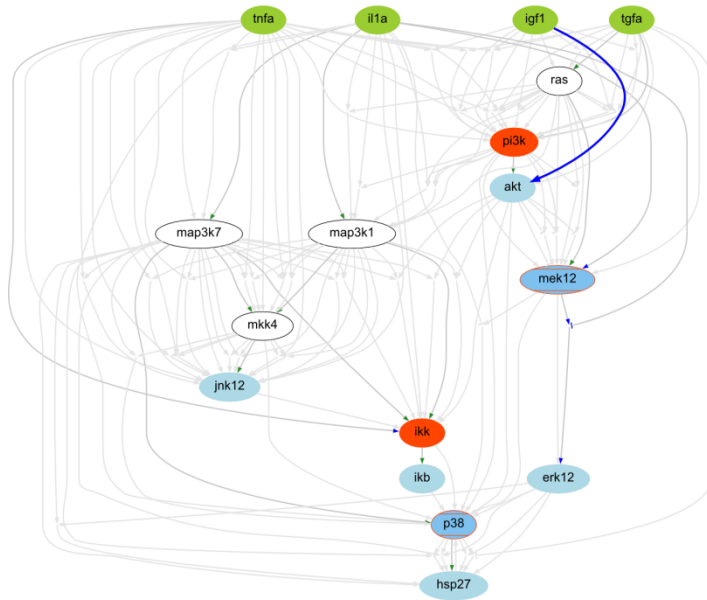 tnfa il1a igf1 tgfa
ras
pi3k
akt
map3k7 map3k1
mek12
mkk4
jnk12
ikk
ikb erk12
p38
hsp27